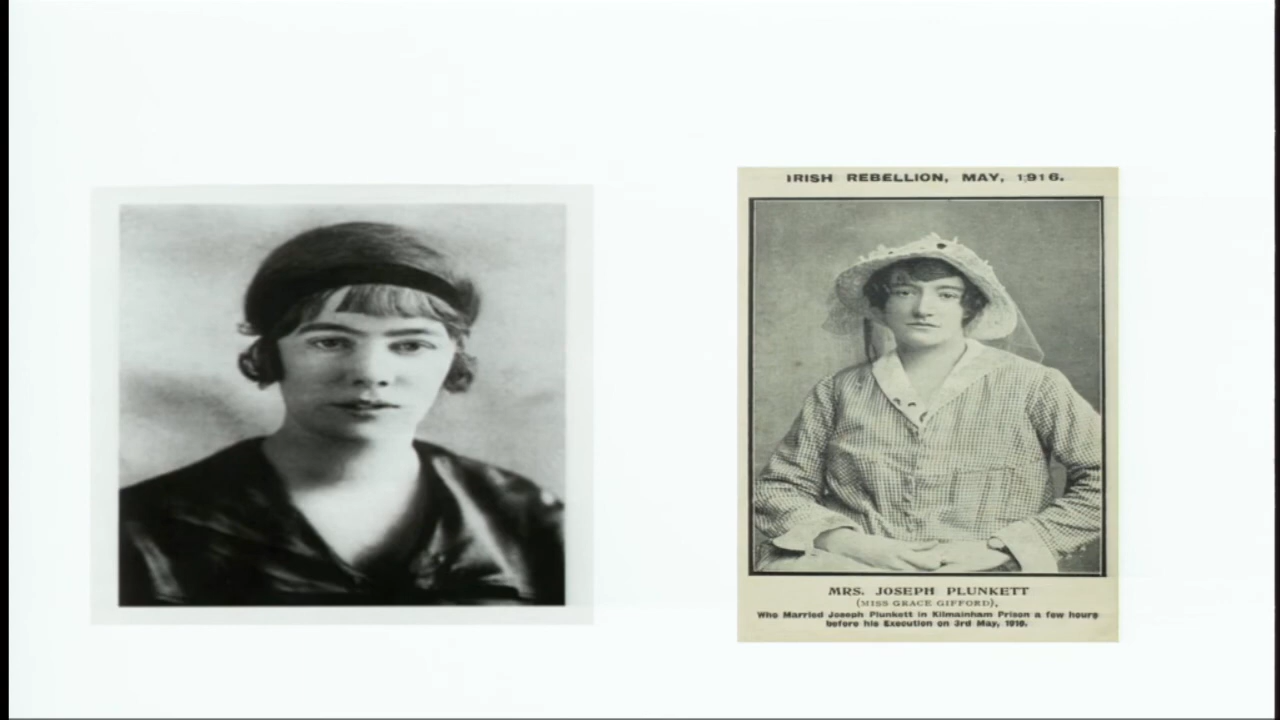 IRISH REBELLION, MAY, 1916.
MRS. JOSEPH PLUNKETT
(MISS GRACE GIFFORD),
Who Married Joseph Plunkett in Kilmainham Prison a few hours
before his Execution on 3rd May, 1916.